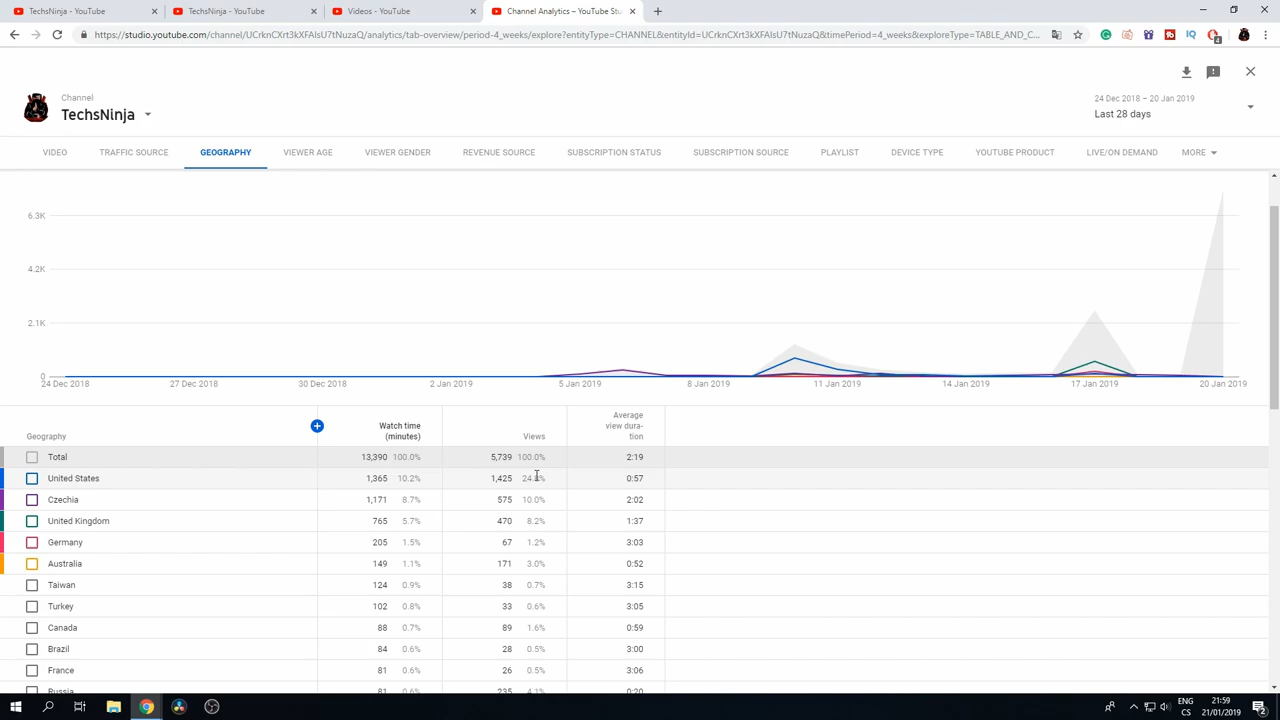 TechsNinja - YouTube
TechsNinja - YouTube
Videos - YouTube
Channel Analytics – YouTube Stu
https://studio.youtube.com/channel/UCrknCXrt3kXFAlsU7tNuzaQ/analytics/tab-overview/period-4_weeks/explore?entityType=CHANNEL&entityId=UCrknCXrt3kXFAlsU7tNuzaQ&timePeriod=4_weeks&exploreType=TABLE_AND_C...
Channel
TechsNinja
24 Dec 2018 – 20 Jan 2019
Last 28 days
VIDEO TRAFFIC SOURCE GEOGRAPHY VIEWER AGE VIEWER GENDER REVENUE SOURCE SUBSCRIPTION STATUS SUBSCRIPTION SOURCE PLAYLIST DEVICE TYPE YOUTUBE PRODUCT LIVE/ON DEMAND MORE
6.3K
4.2K
2.1K
0
24 Dec 2018 27 Dec 2018 30 Dec 2018 2 Jan 2019 5 Jan 2019 8 Jan 2019 11 Jan 2019 14 Jan 2019 17 Jan 2019 20 Jan 2019
Geography
Watch time
(minutes)
Views
Average
view dura-
tion
Total 13,390 100.0% 5,739 100.0% 2:19
United States 1,365 10.2% 1,425 0:57
Czechia 1,171 8.7% 575 10.0% 2:02
United Kingdom 765 5.7% 470 8.2% 1:37
Germany 205 1.5% 67 1.2% 3:03
Australia 149 1.1% 171 3.0% 0:52
Taiwan 124 0.9% 38 0.7% 3:15
Turkey 102 0.8% 33 0.6% 3:05
Canada 88 0.7% 89 1.6% 0:59
Brazil 84 0.6% 28 0.5% 3:00
France 81 0.6% 26 0.5% 3:06
Russia 81 0.6% 235 4.1% 0:20
ENG
CS
21:59
21/01/2019